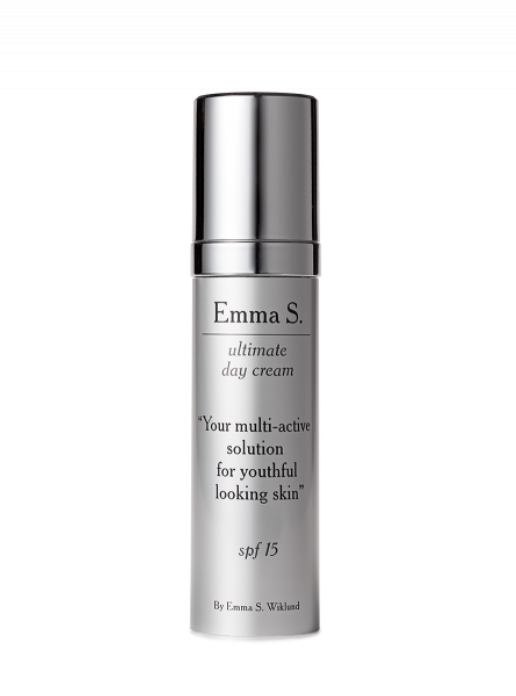 Emma S.
ultimate
day cream
“Your multi-active
solution
for youthful
looking skin”
spf 15
By Emma S. Wiklund